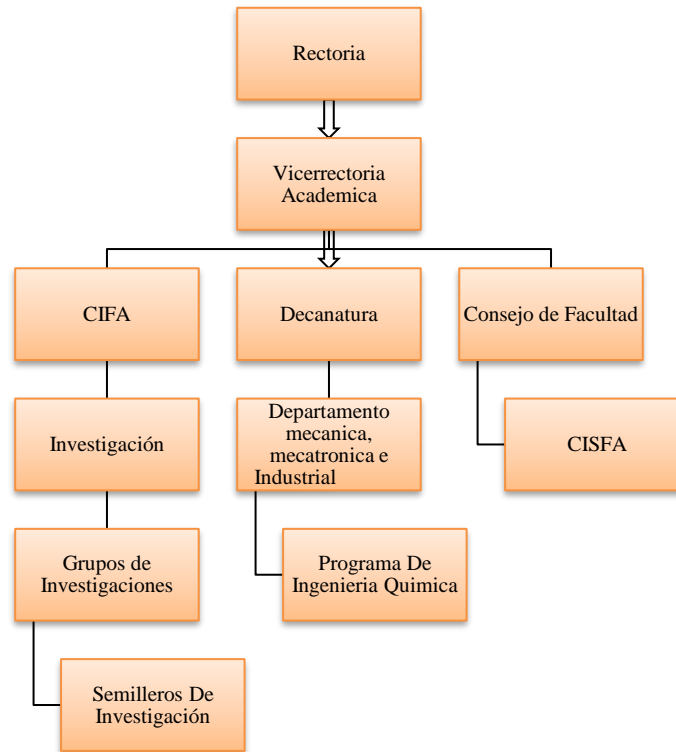 Rectoria
Vicerrectoria
Academica
CIFA
Decanatura
Consejo de Facultad
Investigación
Departamento
mecanica,
mecatronica e
Industrial
CISFA
Grupos de
Investigaciones
Programa De
Ingenieria Quimica
Semilleros De
Investigación